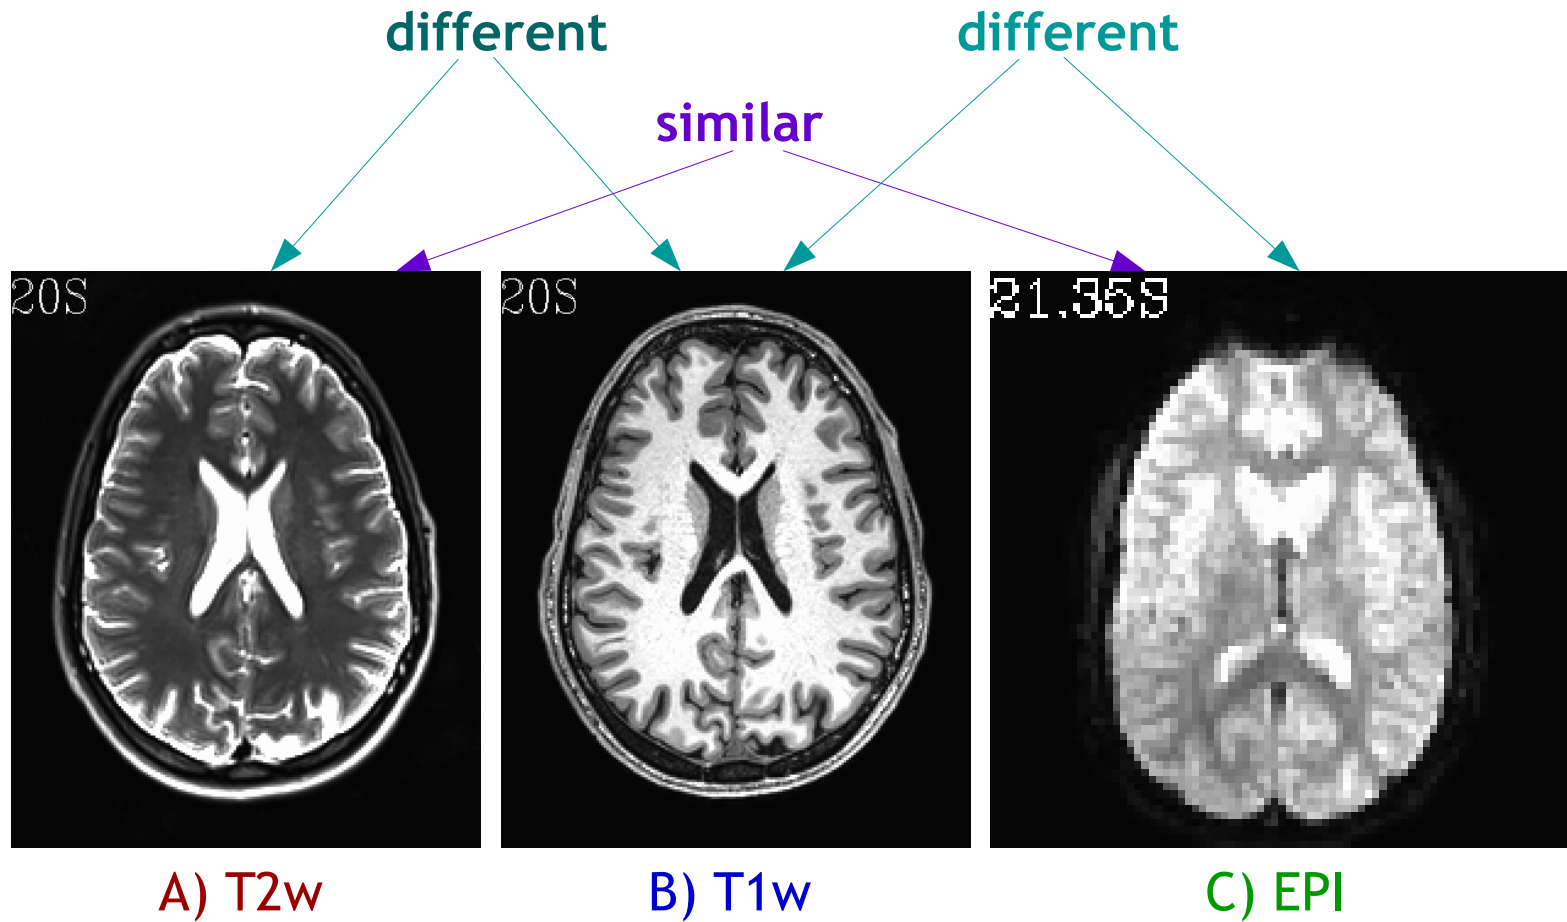 different
different
similar
20S
20S
21.35S
A) T2w
B) T1w
C) EPI